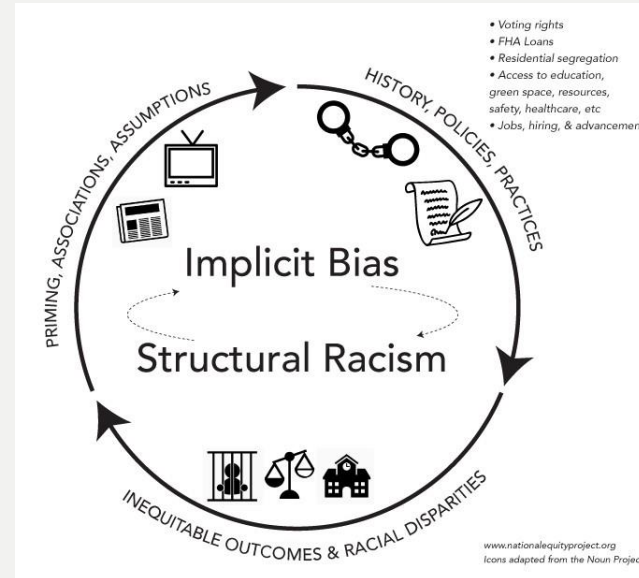 • Voting rights
• FHA Loans
• Residential segregation
• Access to education,
green space, resources,
safety, healthcare, etc
• Jobs, hiring, & advancemen
HISTORY, POLICIES, PRACTICES
PRIMING, ASSOCIATIONS, ASSUMPTIONS
Implicit Bias
Structural Racism
INEQUITABLE OUTCOMES & RACIAL DISPARITIES
www.nationalequityproject.org
Icons adapted from the Noun Projec